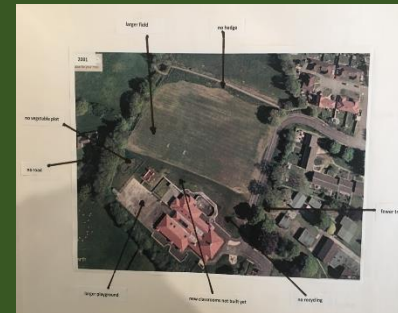 larger field
no hedge
2001
no vegetable plot
no road
fewer
larger playground
new classrooms not built yet
no recycling